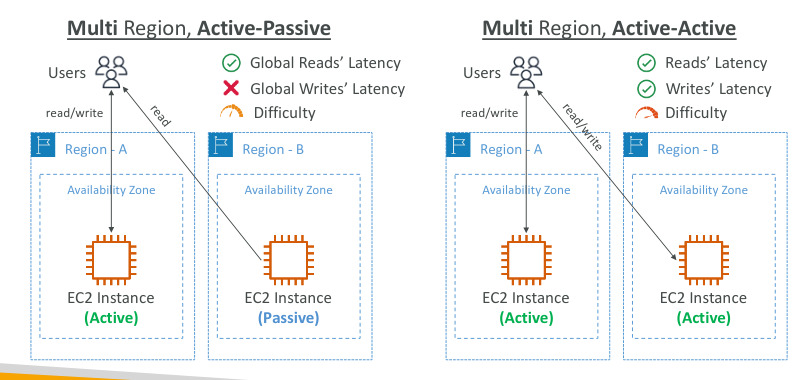 Multi Region, Active-Passive
Users
Global Reads’ Latency
Global Writes’ Latency
Difficulty
read/write
read
Region - A
Availability Zone
EC2 Instance
(Active)
Region - B
Availability Zone
EC2 Instance
(Passive)
Multi Region, Active-Active
Users
Reads’ Latency
Writes’ Latency
Difficulty
read/write
read/write
Region - A
Availability Zone
EC2 Instance
(Active)
Region - B
Availability Zone
EC2 Instance
(Active)